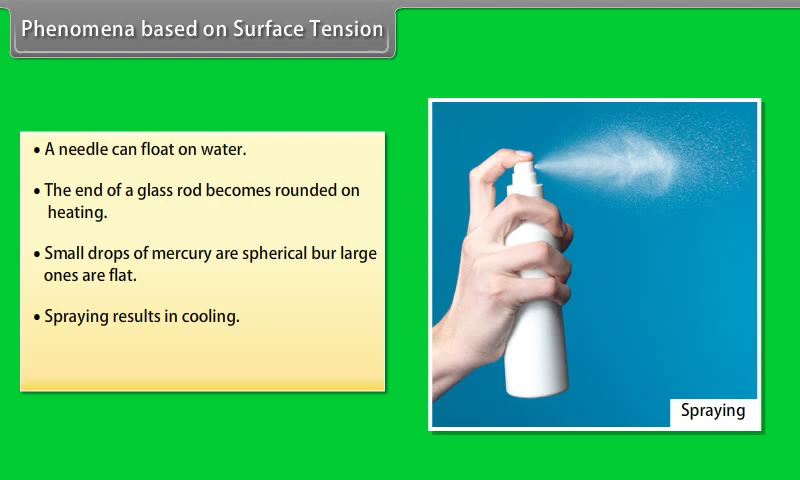 Phenomena based on Surface Tension
• A needle can float on water.
• The end of a glass rod becomes rounded on
heating.
• Small drops of mercury are spherical bur large
ones are flat.
• Spraying results in cooling.
Spraying